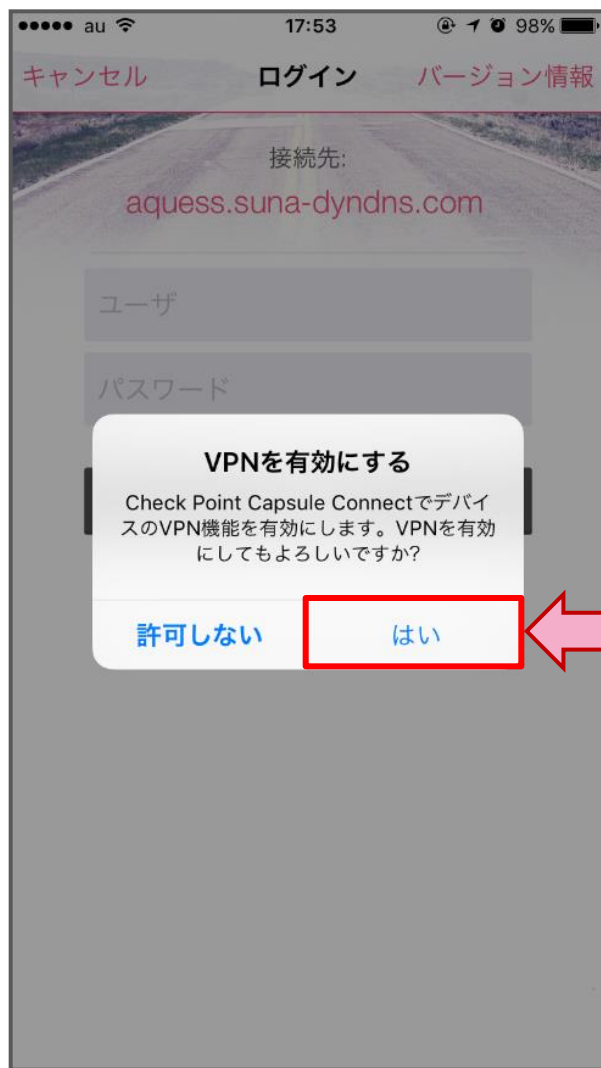 au 17:53 98%
キャンセル ログイン バージョン情報
接続先:
aquess.suna-dyndns.com
ユーザ
パスワード
VPNを有効にする
Check Point Capsule Connectでデバイ
スのVPN機能を有効にします。VPNを有効
にしてもよろしいですか?
許可しない はい